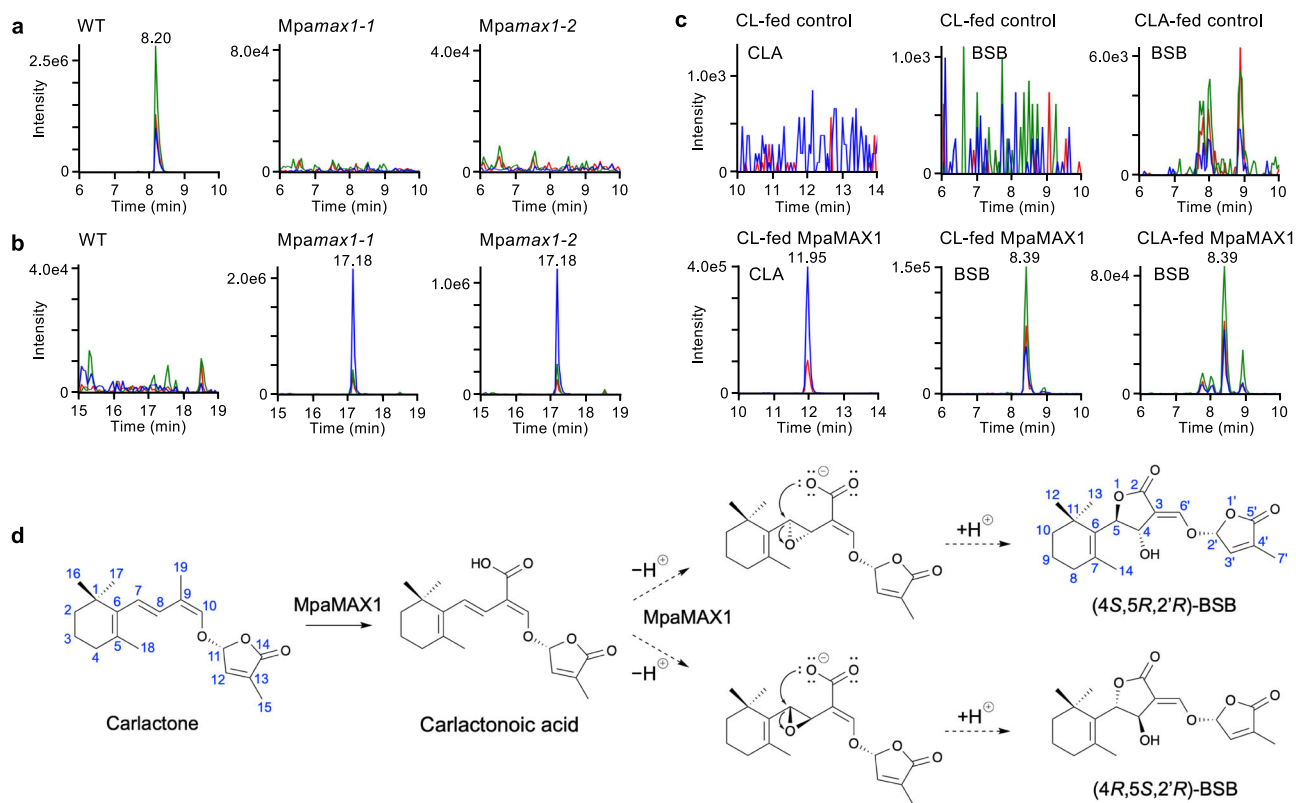 a
WT
Mpamax1-1
Mpamax1-2
8.20
Intensity
2.5e6
0
6 7 8 9 10
Time (min)
8.0e4
0
6 7 8 9 10
Time (min)
4.0e4
0
6 7 8 9 10
Time (min)
b
WT
Mpamax1-1
Mpamax1-2
17.18
17.18
Intensity
4.0e4
0
15 16 17 18 19
Time (min)
2.0e6
0
15 16 17 18 19
Time (min)
1.0e6
0
15 16 17 18 19
Time (min)
c
CL-fed control
CL-fed control
CLA-fed control
CLA
BSB
BSB
Intensity
1.0e3
0
10 11 12 13 14
Time (min)
1.0e3
0
6 7 8 9 10
Time (min)
6.0e3
0
6 7 8 9 10
Time (min)
CL-fed MpaMAX1
CL-fed MpaMAX1
CLA-fed MpaMAX1
11.95
8.39
8.39
CLA
BSB
BSB
Intensity
4.0e5
0
10 11 12 13 14
Time (min)
1.5e5
0
6 7 8 9 10
Time (min)
8.0e4
0
6 7 8 9 10
Time (min)
d
16
17
19
1
7
9
2
6
8
10
3
5
O
4
18
11
O
14
O
12
13
15
Carlactone
MpaMAX1
HO
O
O
O
O
Carlactonoic acid
−H⊕
MpaMAX1
−H⊕
:O: ⊖ O:
O
O
O
O
+H⊕
:O: ⊖ O:
O
O
O
O
+H⊕
12
13
1
O
2
O
11
3
6'
10
6
5
4
O
1'
O
5'
O
9
7
OH
2'
4'
8
14
3'
7'
(4S,5R,2'R)-BSB
O
O
O
O
O
OH
(4R,5S,2'R)-BSB